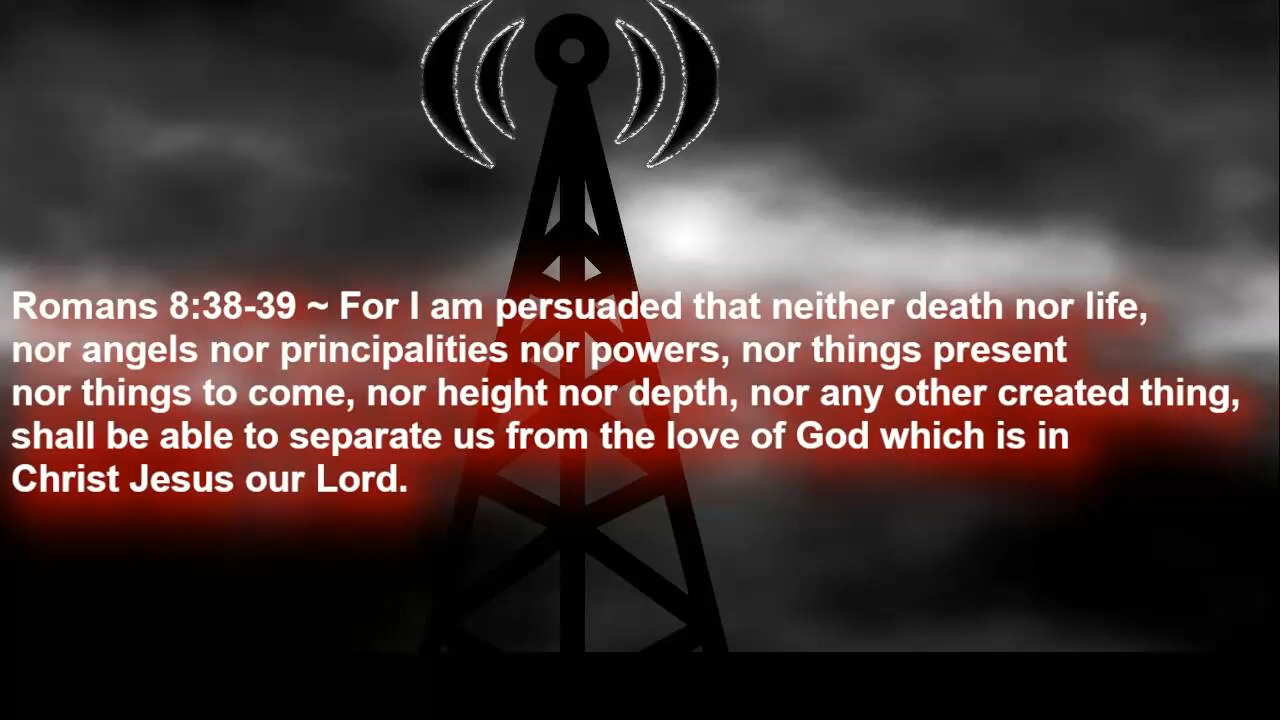 Romans 8:38-39 ~ For I am persuaded that neither death nor life,
nor angels nor principalities nor powers, nor things present
nor things to come, nor height nor depth, nor any other created thing,
shall be able to separate us from the love of God which is in
Christ Jesus our Lord.